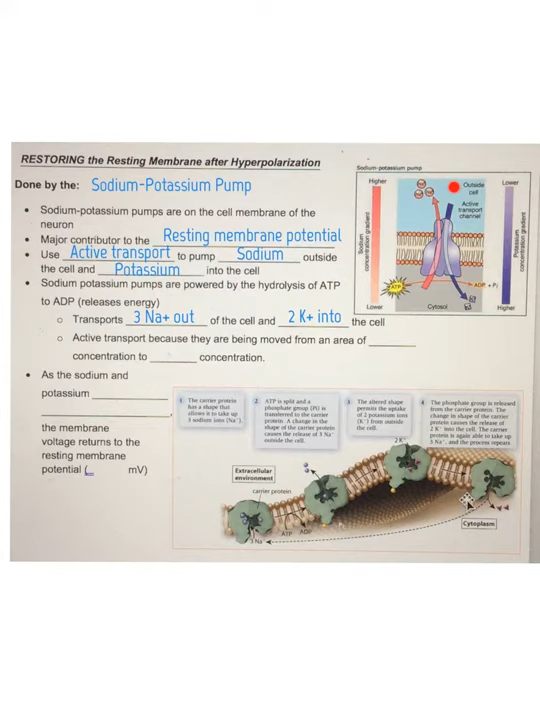 RESTORING the Resting Membrane after Hyperpolarization
Done by the: Sodium-Potassium Pump
• Sodium-potassium pumps are on the cell membrane of the
neuron
• Major contributor to the Resting membrane potential
• Use Active transport to pump Sodium outside
the cell and Potassium into the cell
• Sodium potassium pumps are powered by the hydrolysis of ATP
to ADP (releases energy)
o Transports 3 Na+ out of the cell and 2 K+ into the cell
o Active transport because they are being moved from an area of ________
concentration to ________ concentration.
• As the sodium and
potassium ____________
____________________,
the membrane
voltage returns to the
resting membrane
potential (__ mV)
Sodium-potassium pump
Higher
Lower
Outside
cell
Active
transport
channel
Sodium
concentration gradient
Potassium
concentration gradient
ATP
ADP + Pi
Lower
Cytosol
Higher
1 The carrier protein
has a shape that
allows it to take up
3 sodium ions (Na+).
2 ATP is split and a
phosphate group (Pi) is
transferred to the carrier
protein. A change in the
shape of the carrier protein
causes the release of 3 Na+
outside the cell.
3 The altered shape
permits the uptake
of 2 potassium ions
(K+) from outside
the cell.
4 The phosphate group is released
from the carrier protein. The
change in shape of the carrier
protein causes the release of
2 K+ into the cell. The carrier
protein is again able to take up
3 Na+, and the process repeats
2 K+
Extracellular
environment
carrier protein
ATP
ADP
3 Na+
Cytoplasm